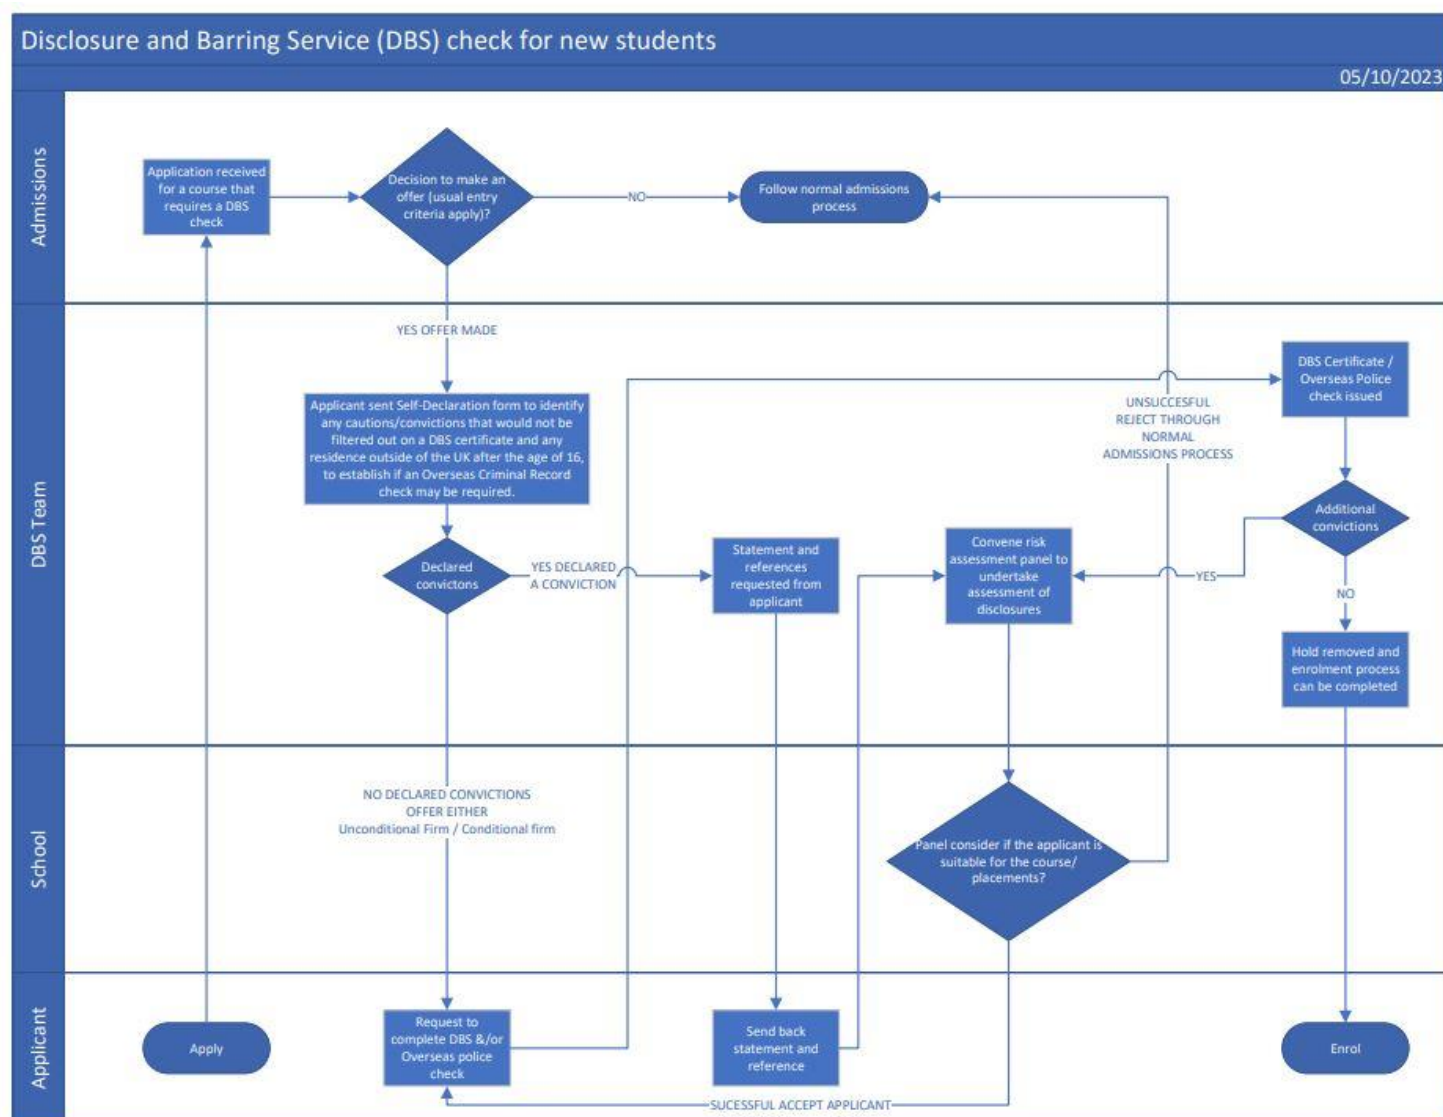 Disclosure and Barring Service (DBS) check for new students
05/10/2023
Admissions
Application received
for a course that
requires a DBS
check
Decision to make an
offer (usual entry
criteria apply)?
NO
Follow normal admissions
process
YES OFFER MADE
DBS Team
Applicant sent Self-Declaration form to identify
any cautions/convictions that would not be
filtered out on a DBS certificate and any
residence outside of the UK after the age of 16,
to establish if an Overseas Criminal Record
check may be required.
UNSUCCESFUL
REJECT THROUGH
NORMAL
ADMISSIONS PROCESS
DBS Certificate /
Overseas Police
check issued
Declared
convictons
YES DECLARED
A CONVICTION
Statement and
references
requested from
applicant
Convene risk
assessment panel to
undertake
assessment of
disclosures
YES
Additional
convictions
NO
Hold removed and
enrolment process
can be completed
School
NO DECLARED CONVICTIONS
OFFER EITHER
Unconditional Firm / Conditional firm
Panel consider if the applicant is
suitable for the course/
placements?
Applicant
Apply
Request to
complete DBS &/or
Overseas police
check
Send back
statement and
reference
Enrol
SUCESSFUL ACCEPT APPLICANT